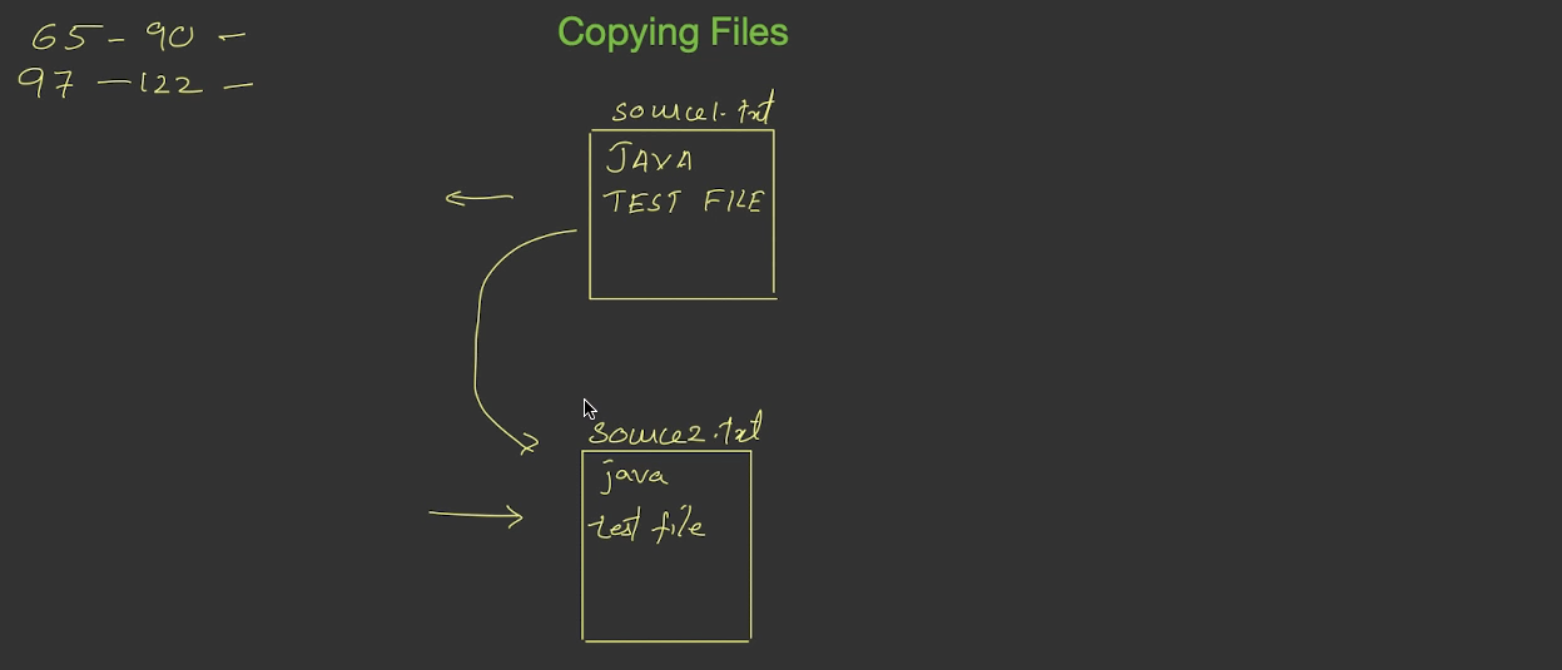 65 - 90 -
97 - 122 -
Copying Files
source1.txt
JAVA
TEST FILE
source2.txt
java
test file